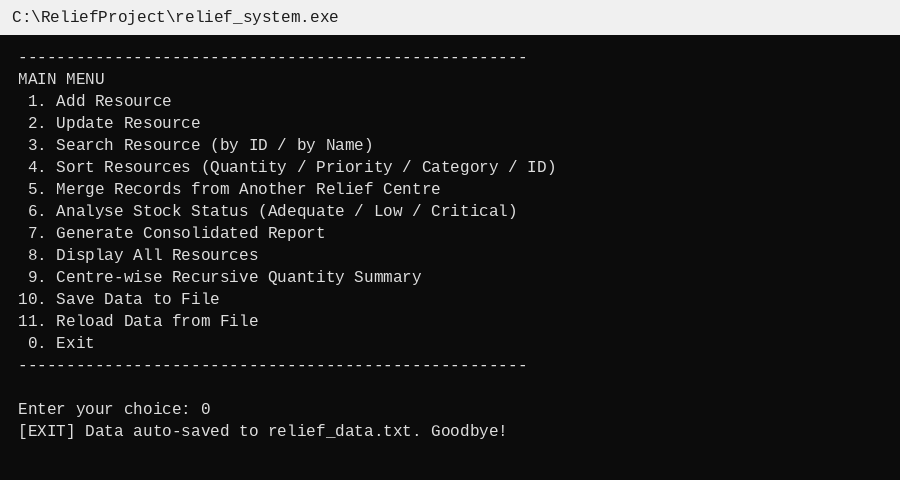 C:\ReliefProject\relief_system.exe
-----------------------------------------------------
MAIN MENU
 1. Add Resource
 2. Update Resource
 3. Search Resource (by ID / by Name)
 4. Sort Resources (Quantity / Priority / Category / ID)
 5. Merge Records from Another Relief Centre
 6. Analyse Stock Status (Adequate / Low / Critical)
 7. Generate Consolidated Report
 8. Display All Resources
 9. Centre-wise Recursive Quantity Summary
10. Save Data to File
11. Reload Data from File
 0. Exit
-----------------------------------------------------
Enter your choice: 0
[EXIT] Data auto-saved to relief_data.txt. Goodbye!